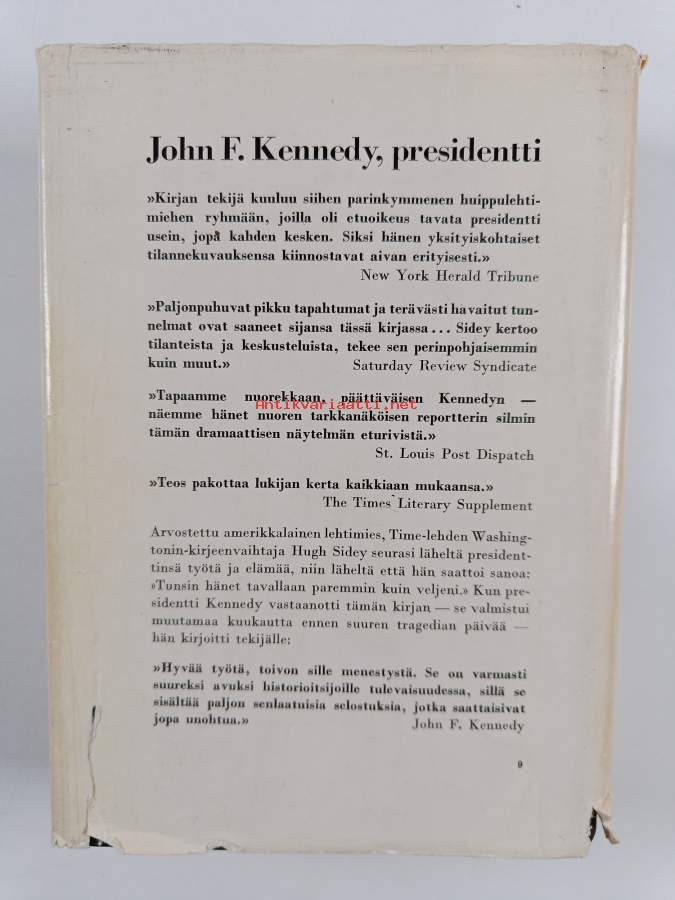 John F. Kennedy, presidentti
»Kirjan tekijä kuuluu siihen parinkymmenen huippulehti-
miehen ryhmään, joilla oli etuoikeus tavata presidentti
usein, jopa kahden kesken. Siksi hänen yksityiskohtaiset
tilannekuvauksensa kiinnostavat aivan erityisesti.»
New York Herald Tribune
»Paljonpuhuvat pikku tapahtumat ja terävästi havaitut tun-
nelmat ovat saaneet sijansa tässä kirjassa... Sidey kertoo
tilanteista ja keskusteluista, tekee sen perinpohjaisemmin
kuin muut.» Saturday Review Syndicate
»Tapaamme nuorekkaan, päättäväisen Kennedyn —
Antikvariaatti.net
näemme hänet nuoren tarkkanäköisen reportterin silmin
tämän dramaattisen näytelmän eturivistä.»
St. Louis Post Dispatch
»Teos pakottaa lukijan kerta kaikkiaan mukaansa.»
The Times Literary Supplement
Arvostettu amerikkalainen lehtimies, Time-lehden Washing-
tonin-kirjeenvaihtaja Hugh Sidey seurasi läheltä president-
tinsä työtä ja elämää, niin läheltä että hän saattoi sanoa:
»Tunsin hänet tavallaan paremmin kuin veljeni.» Kun pre-
sidentti Kennedy vastaanotti tämän kirjan — se valmistui
muutamaa kuukautta ennen suuren tragedian päivää —
hän kirjoitti tekijälle:
»Hyvää työtä, toivon sille menestystä. Se on varmasti
suureksi avuksi historioitsijoille tulevaisuudessa, sillä se
sisältää paljon senlaatuisia selostuksia, jotka saattaisivat
jopa unohtua.» John F. Kennedy
9